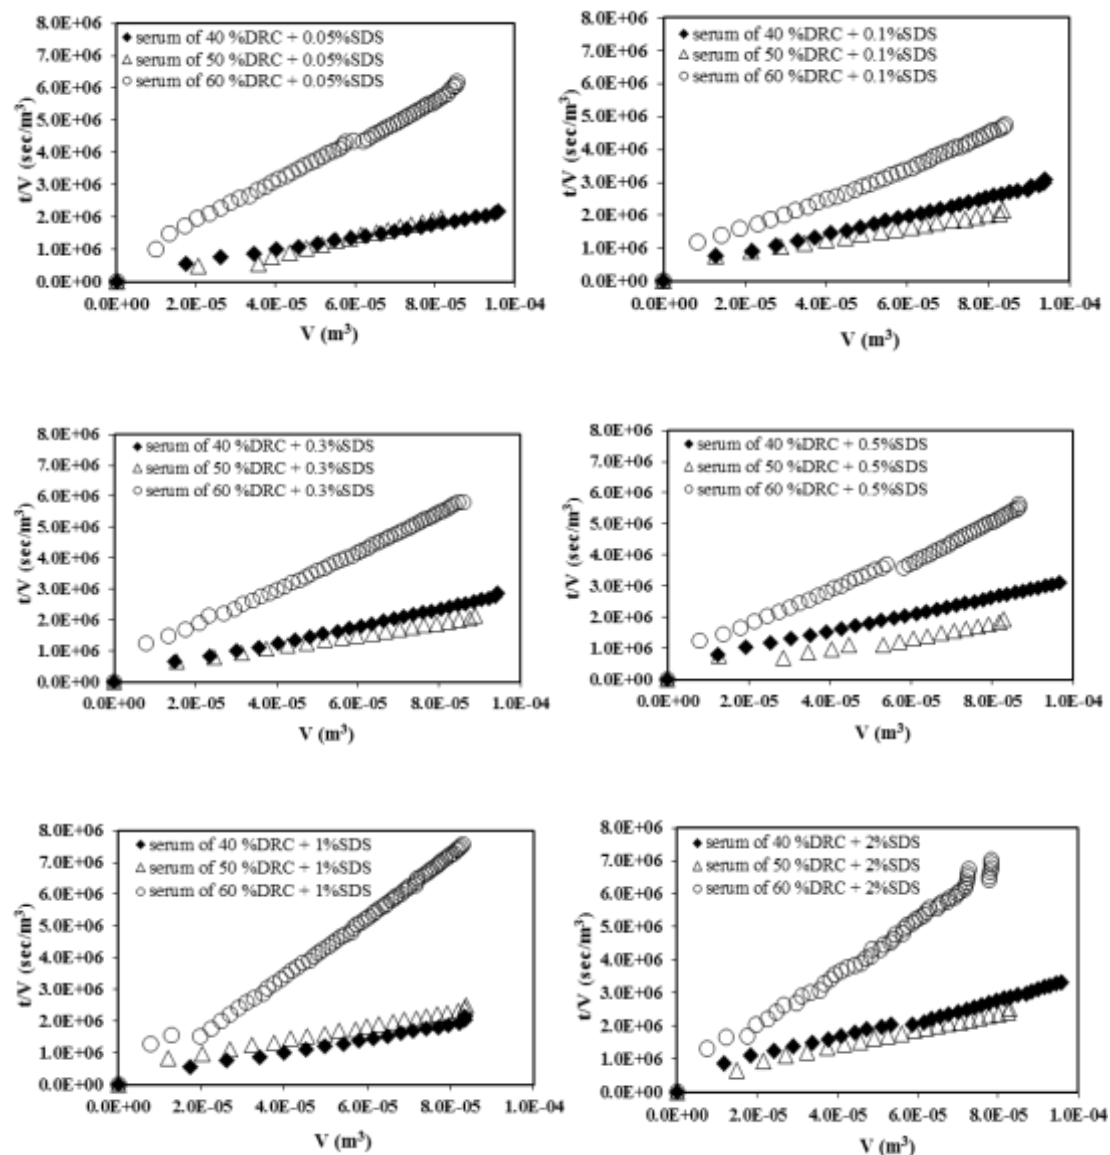 8.0E+06
7.0E+06
6.0E+06
5.0E+06
4.0E+06
3.0E+06
2.0E+06
1.0E+06
0.0E+00
t/V (sec/m³)
serum of 40 %DRC + 0.05%SDS
serum of 50 %DRC + 0.05%SDS
serum of 60 %DRC + 0.05%SDS
0.0E+00 2.0E-05 4.0E-05 6.0E-05 8.0E-05 1.0E-04
V (m³)
8.0E+06
7.0E+06
6.0E+06
5.0E+06
4.0E+06
3.0E+06
2.0E+06
1.0E+06
0.0E+00
t/V (sec/m³)
serum of 40 %DRC + 0.1%SDS
serum of 50 %DRC + 0.1%SDS
serum of 60 %DRC + 0.1%SDS
0.0E+00 2.0E-05 4.0E-05 6.0E-05 8.0E-05 1.0E-04
V (m³)
8.0E+06
7.0E+06
6.0E+06
5.0E+06
4.0E+06
3.0E+06
2.0E+06
1.0E+06
0.0E+00
t/V (sec/m³)
serum of 40 %DRC + 0.3%SDS
serum of 50 %DRC + 0.3%SDS
serum of 60 %DRC + 0.3%SDS
0.0E+00 2.0E-05 4.0E-05 6.0E-05 8.0E-05 1.0E-04
V (m³)
8.0E+06
7.0E+06
6.0E+06
5.0E+06
4.0E+06
3.0E+06
2.0E+06
1.0E+06
0.0E+00
t/V (sec/m³)
serum of 40 %DRC + 0.5%SDS
serum of 50 %DRC + 0.5%SDS
serum of 60 %DRC + 0.5%SDS
0.0E+00 2.0E-05 4.0E-05 6.0E-05 8.0E-05 1.0E-04
V (m³)
8.0E+06
7.0E+06
6.0E+06
5.0E+06
4.0E+06
3.0E+06
2.0E+06
1.0E+06
0.0E+00
t/V (sec/m³)
serum of 40 %DRC + 1%SDS
serum of 50 %DRC + 1%SDS
serum of 60 %DRC + 1%SDS
0.0E+00 2.0E-05 4.0E-05 6.0E-05 8.0E-05 1.0E-04
V (m³)
8.0E+06
7.0E+06
6.0E+06
5.0E+06
4.0E+06
3.0E+06
2.0E+06
1.0E+06
0.0E+00
t/V (sec/m³)
serum of 40 %DRC + 2%SDS
serum of 50 %DRC + 2%SDS
serum of 60 %DRC + 2%SDS
0.0E+00 2.0E-05 4.0E-05 6.0E-05 8.0E-05 1.0E-04
V (m³)